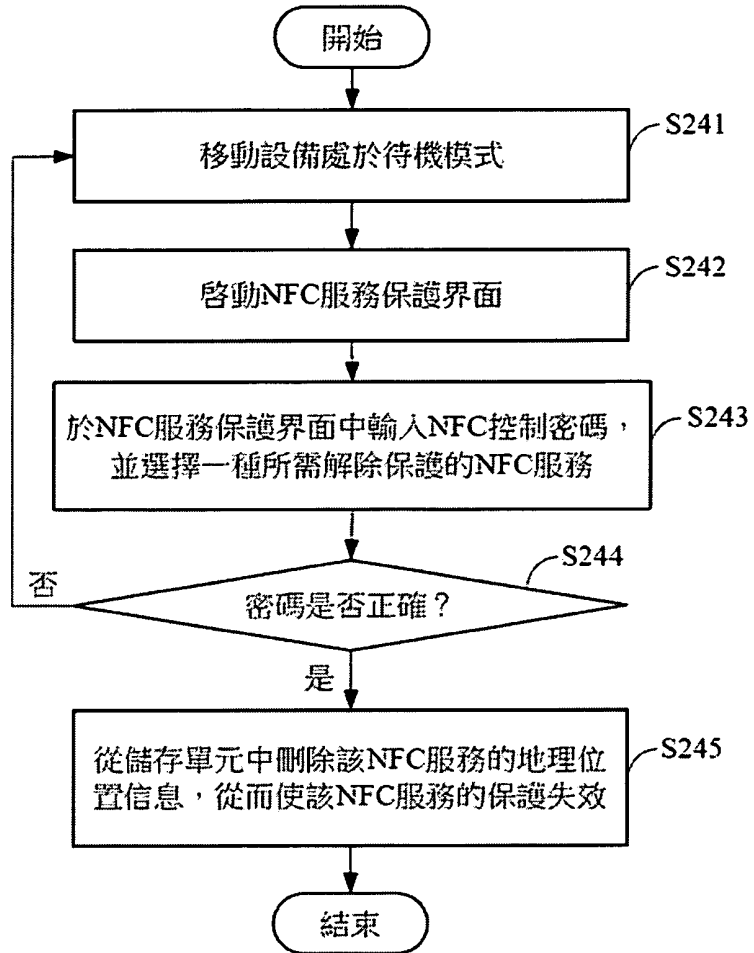 開始
移動設備處於待機模式
S241
啓動NFC服務保護界面
S242
於NFC服務保護界面中輸入NFC控制密碼，
並選擇一種所需解除保護的NFC服務
S243
密碼是否正確？
S244
否
是
從儲存單元中刪除該NFC服務的地理位
置信息，從而使該NFC服務的保護失效
S245
結束